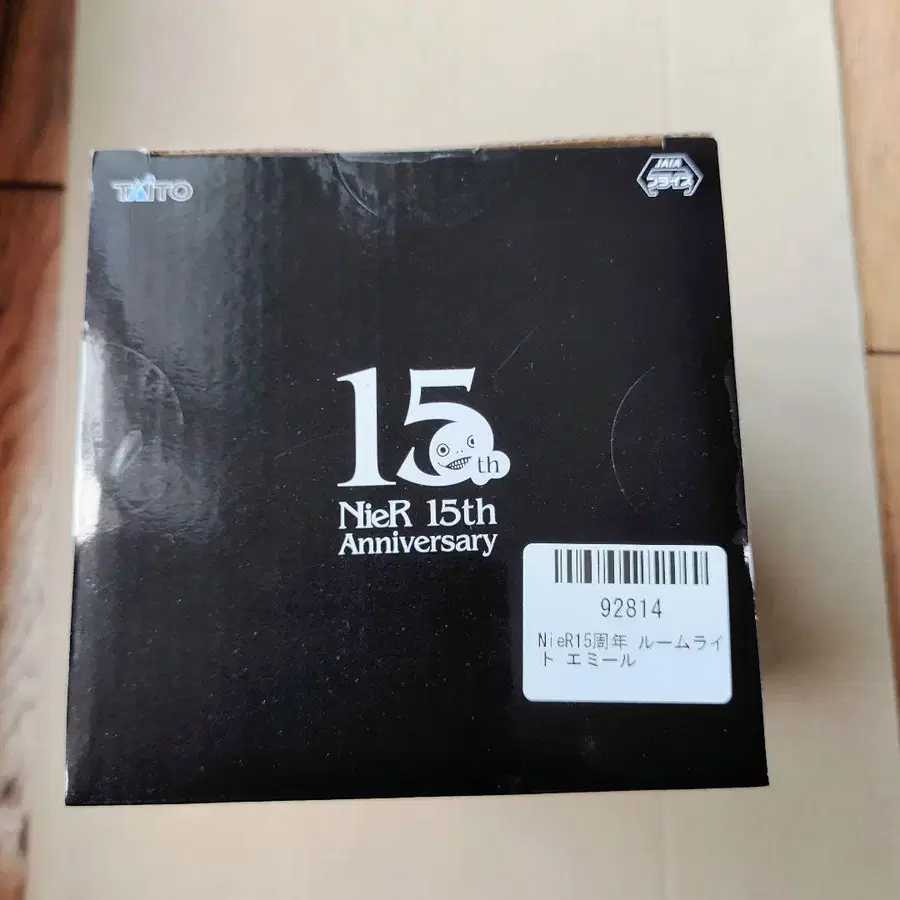 TAITO
JAIA
プライズ
15th
NieR 15th
Anniversary
92814
NieR15周年 ルームライ
ト エミール